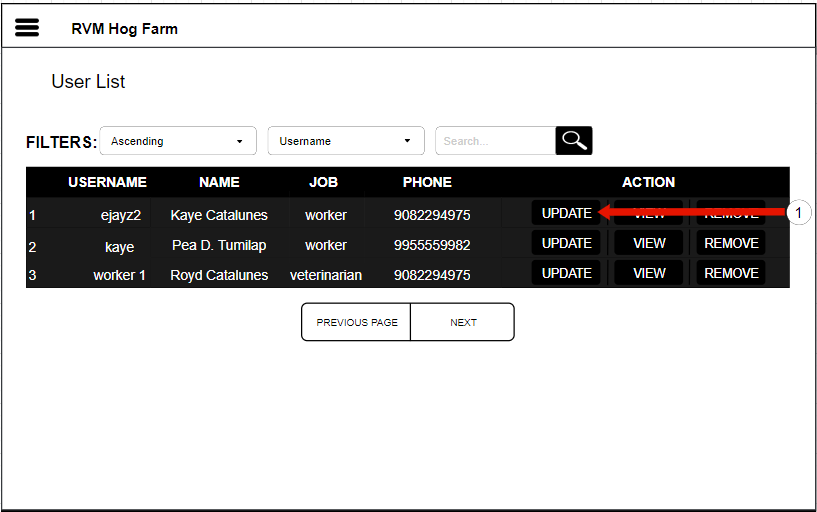 RVM Hog Farm
User List
FILTERS: Ascending Username Search...
USERNAME NAME JOB PHONE ACTION
1 ejayz2 Kaye Catalunes worker 9082294975 UPDATE VIEW REMOVE 1
2 kaye Pea D. Tumilap worker 9955559982 UPDATE VIEW REMOVE
3 worker 1 Royd Catalunes veterinarian 9082294975 UPDATE VIEW REMOVE
PREVIOUS PAGE NEXT